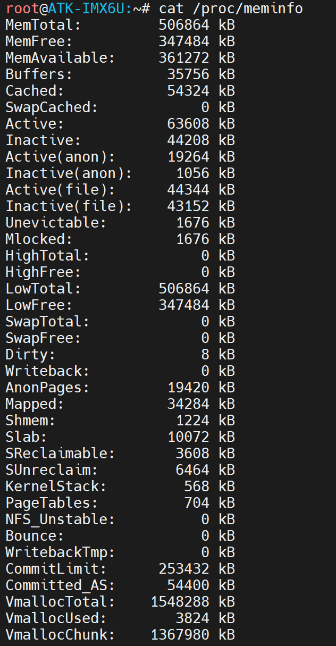 root@ATK-IMX6U:~# cat /proc/meminfo
MemTotal:         506864 kB
MemFree:          347484 kB
MemAvailable:     361272 kB
Buffers:           35756 kB
Cached:            54324 kB
SwapCached:            0 kB
Active:            63608 kB
Inactive:          44208 kB
Active(anon):      19264 kB
Inactive(anon):     1056 kB
Active(file):      44344 kB
Inactive(file):    43152 kB
Unevictable:        1676 kB
Mlocked:            1676 kB
HighTotal:             0 kB
HighFree:              0 kB
LowTotal:         506864 kB
LowFree:          347484 kB
SwapTotal:             0 kB
SwapFree:              0 kB
Dirty:                 8 kB
Writeback:             0 kB
AnonPages:         19420 kB
Mapped:            34284 kB
Shmem:              1224 kB
Slab:              10072 kB
SReclaimable:       3608 kB
SUnreclaim:         6464 kB
KernelStack:         568 kB
PageTables:          704 kB
NFS_Unstable:          0 kB
Bounce:                0 kB
WritebackTmp:          0 kB
CommitLimit:      253432 kB
Committed_AS:      54400 kB
VmallocTotal:    1548288 kB
VmallocUsed:        3824 kB
VmallocChunk:    1367980 kB